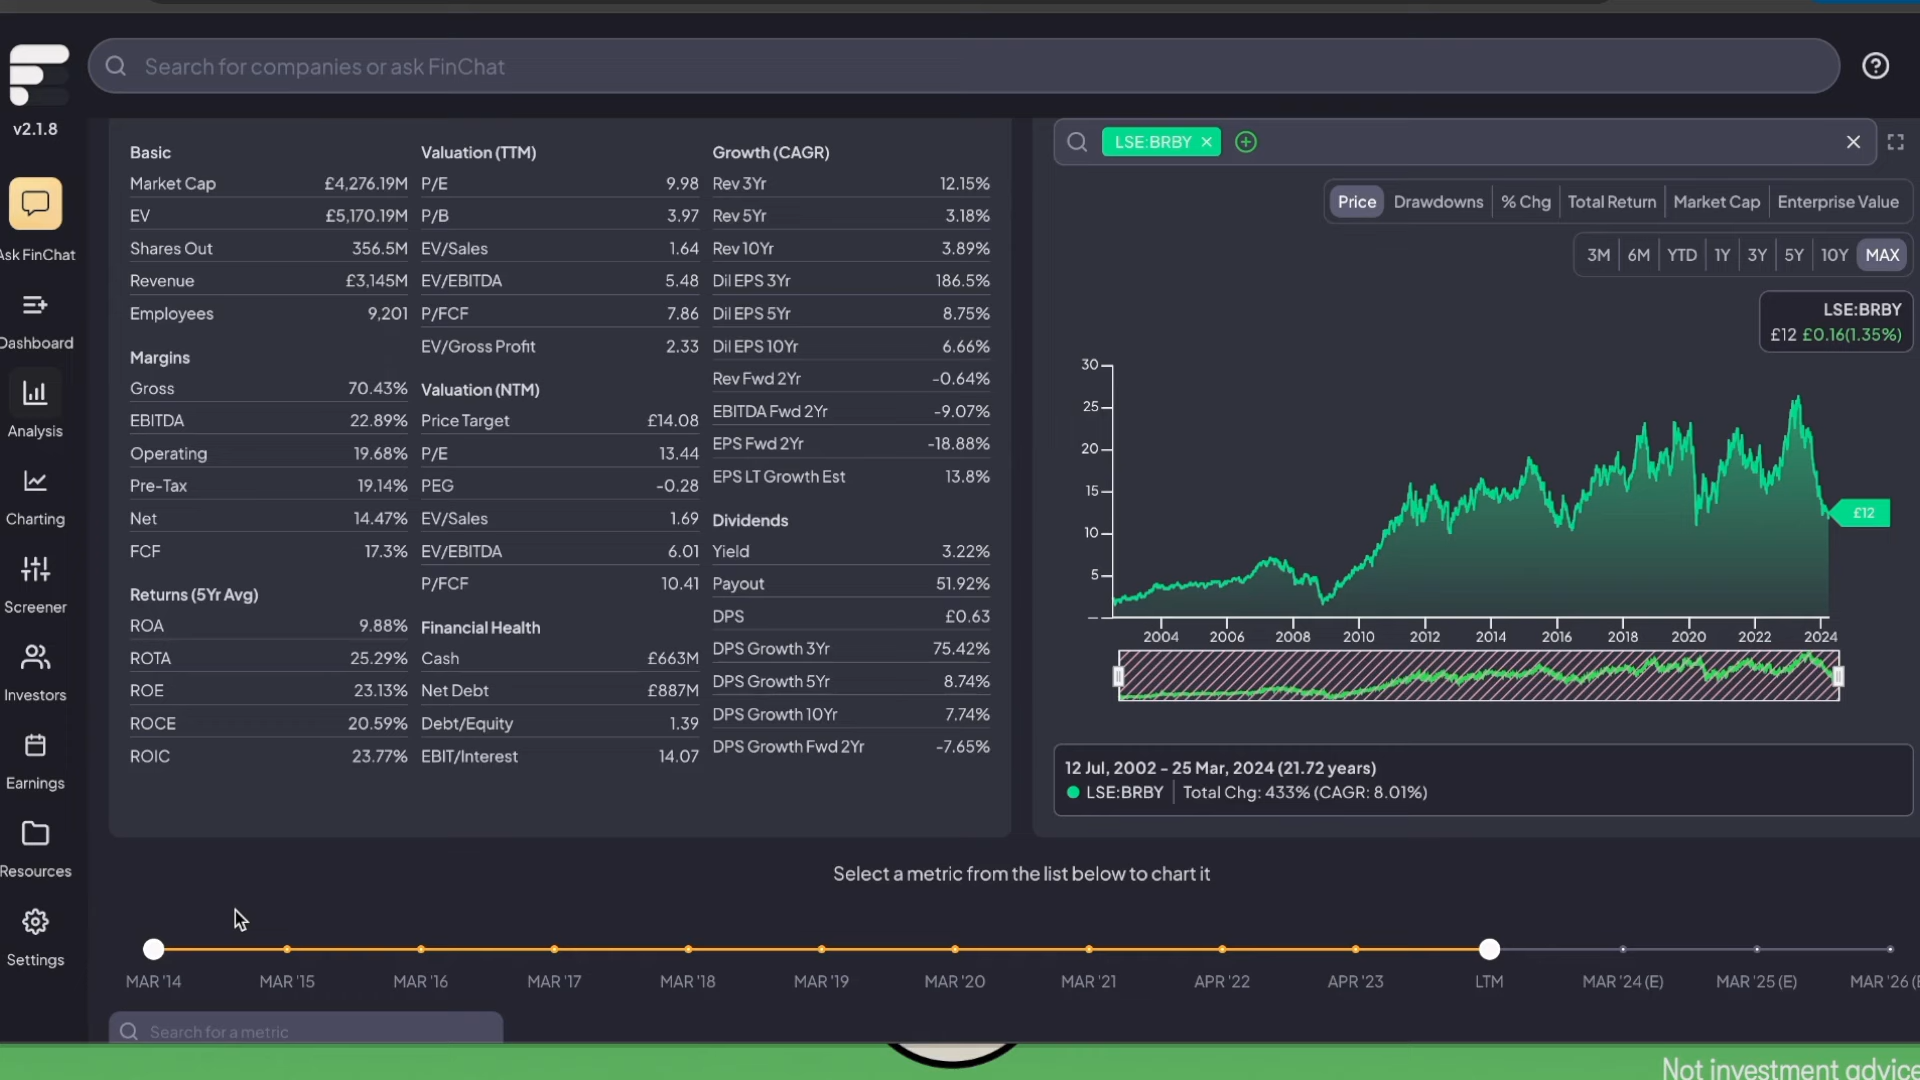 Search for companies or ask FinChat
v2.1.8
Ask FinChat
Dashboard
Analysis
Charting
Screener
Investors
Earnings
Resources
Settings
Basic
Market Cap £4,276.19M
EV £5,170.19M
Shares Out 356.5M
Revenue £3,145M
Employees 9,201
Margins
Gross 70.43%
EBITDA 22.89%
Operating 19.68%
Pre-Tax 19.14%
Net 14.47%
FCF 17.3%
Returns (5Yr Avg)
ROA 9.88%
ROTA 25.29%
ROE 23.13%
ROCE 20.59%
ROIC 23.77%
Valuation (TTM)
P/E 9.98
P/B 3.97
EV/Sales 1.64
EV/EBITDA 5.48
P/FCF 7.86
EV/Gross Profit 2.33
Valuation (NTM)
Price Target £14.08
P/E 13.44
PEG -0.28
EV/Sales 1.69
EV/EBITDA 6.01
P/FCF 10.41
Financial Health
Cash £663M
Net Debt £887M
Debt/Equity 1.39
EBIT/Interest 14.07
Growth (CAGR)
Rev 3Yr 12.15%
Rev 5Yr 3.18%
Rev 10Yr 3.89%
Dil EPS 3Yr 186.5%
Dil EPS 5Yr 8.75%
Dil EPS 10Yr 6.66%
Rev Fwd 2Yr -0.64%
EBITDA Fwd 2Yr -9.07%
EPS Fwd 2Yr -18.88%
EPS LT Growth Est 13.8%
Dividends
Yield 3.22%
Payout 51.92%
DPS £0.63
DPS Growth 3Yr 75.42%
DPS Growth 5Yr 8.74%
DPS Growth 10Yr 7.74%
DPS Growth Fwd 2Yr -7.65%
LSE:BRBY
Price Drawdowns % Chg Total Return Market Cap Enterprise Value
3M 6M YTD 1Y 3Y 5Y 10Y MAX
LSE:BRBY
£12 £0.16(1.35%)
30
25
20
15
10
5
£12
2004 2006 2008 2010 2012 2014 2016 2018 2020 2022 2024
12 Jul, 2002 - 25 Mar, 2024 (21.72 years)
LSE:BRBY Total Chg: 433% (CAGR: 8.01%)
Select a metric from the list below to chart it
MAR '14 MAR '15 MAR '16 MAR '17 MAR '18 MAR '19 MAR '20 MAR '21 APR '22 APR '23 LTM MAR '24 (E) MAR '25 (E) MAR '26 (E
Search for a metric
Not investment advice